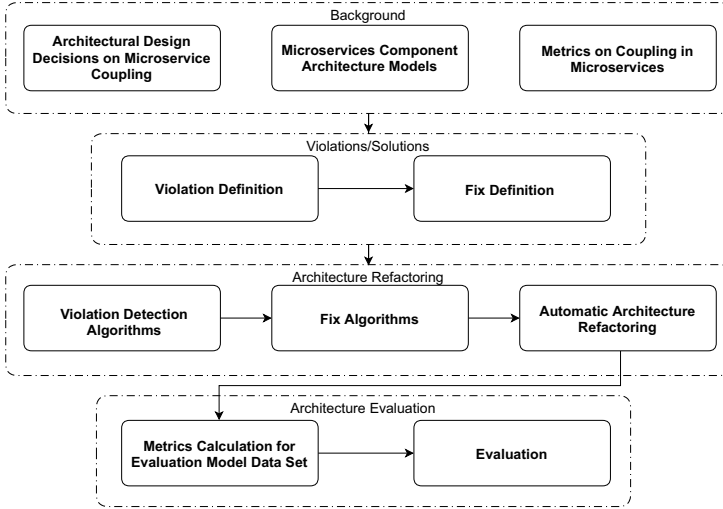 Background
Architectural Design
Decisions on Microservice
Coupling
Microservices Component
Architecture Models
Metrics on Coupling in
Microservices
Violations/Solutions
Violation Definition
Fix Definition
Architecture Refactoring
Violation Detection
Algorithms
Fix Algorithms
Automatic Architecture
Refactoring
Architecture Evaluation
Metrics Calculation for
Evaluation Model Data Set
Evaluation